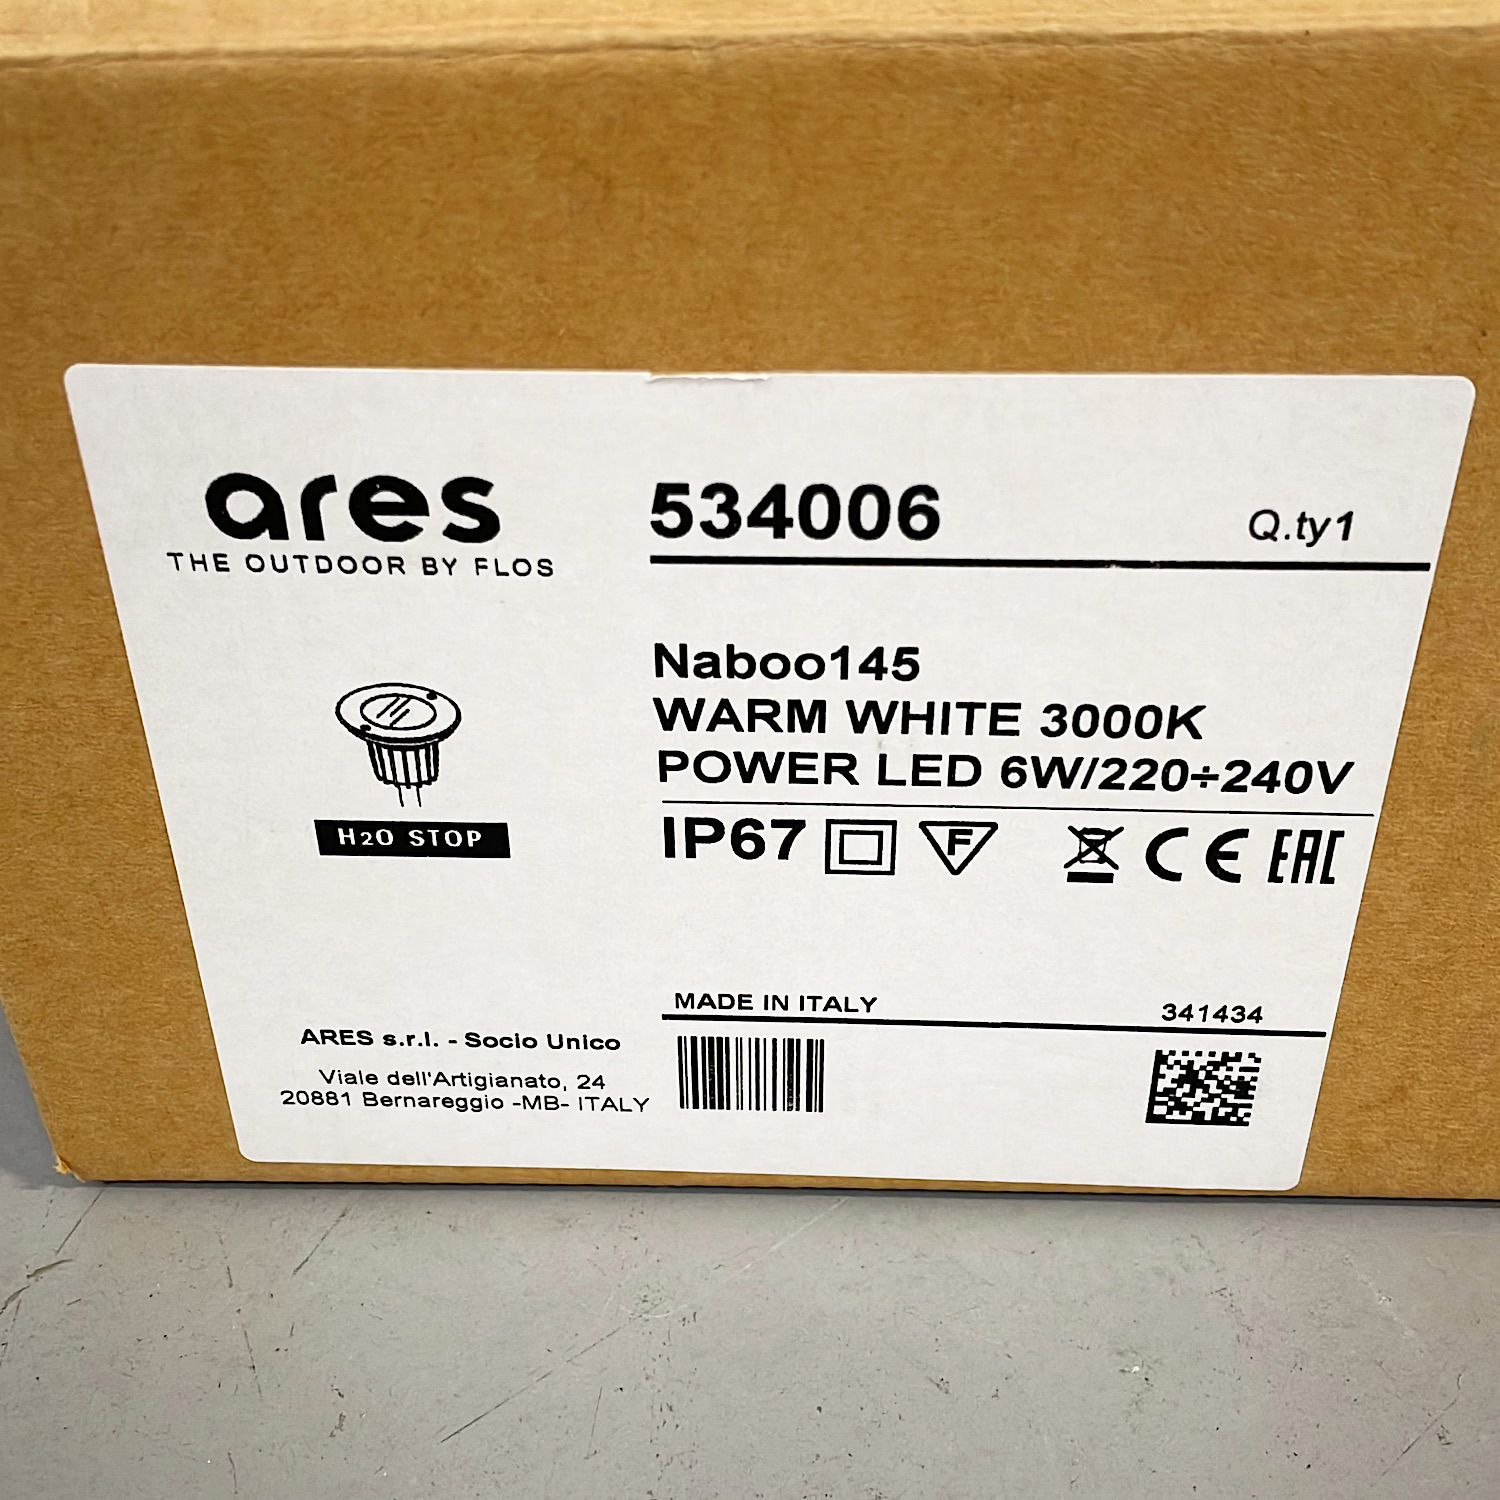 ares
THE OUTDOOR BY FLOS
534006
Q.ty1
Naboo145
WARM WHITE 3000K
POWER LED 6W/220÷240V
H2O STOP
IP67 F CE EAC
MADE IN ITALY
341434
ARES s.r.l. - Socio Unico
Viale dell'Artigianato, 24
20881 Bernareggio -MB- ITALY